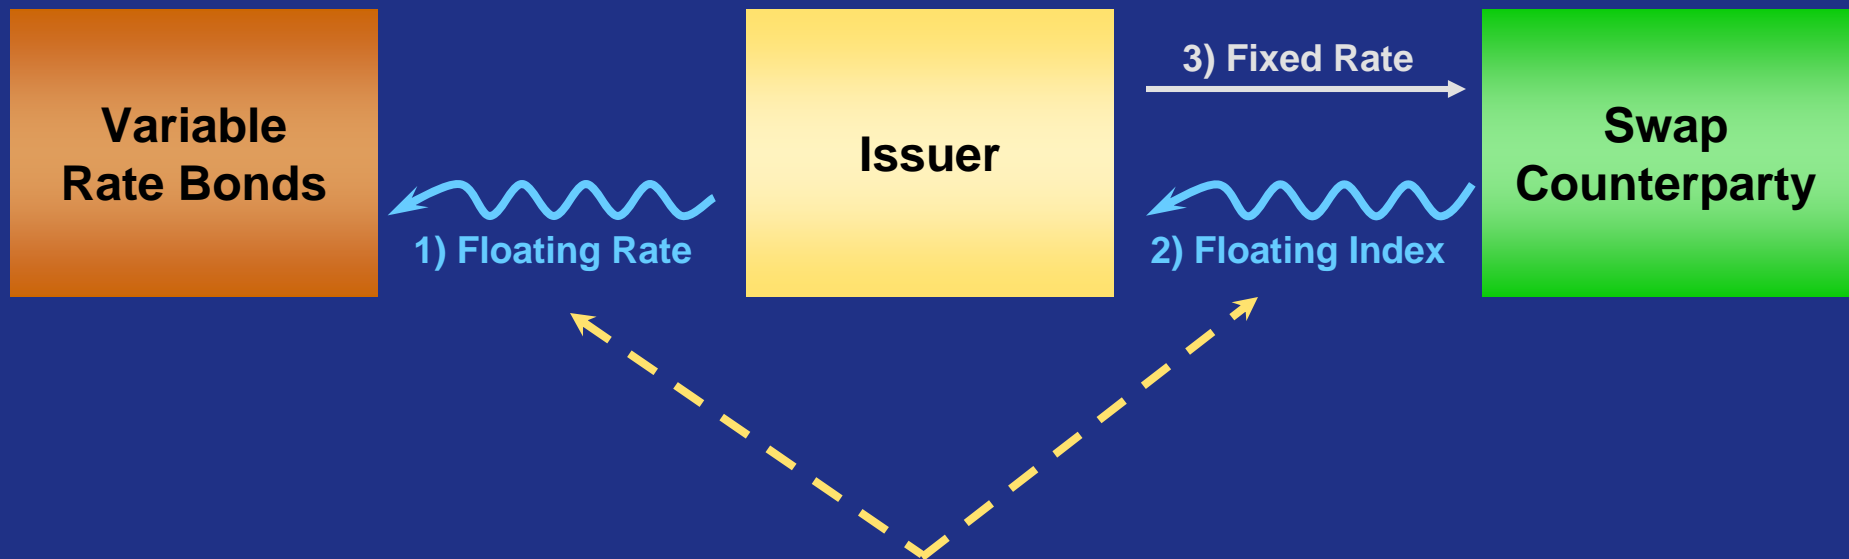 Variable
Rate Bonds
1) Floating Rate
Issuer
3) Fixed Rate
2) Floating Index
Swap
Counterparty